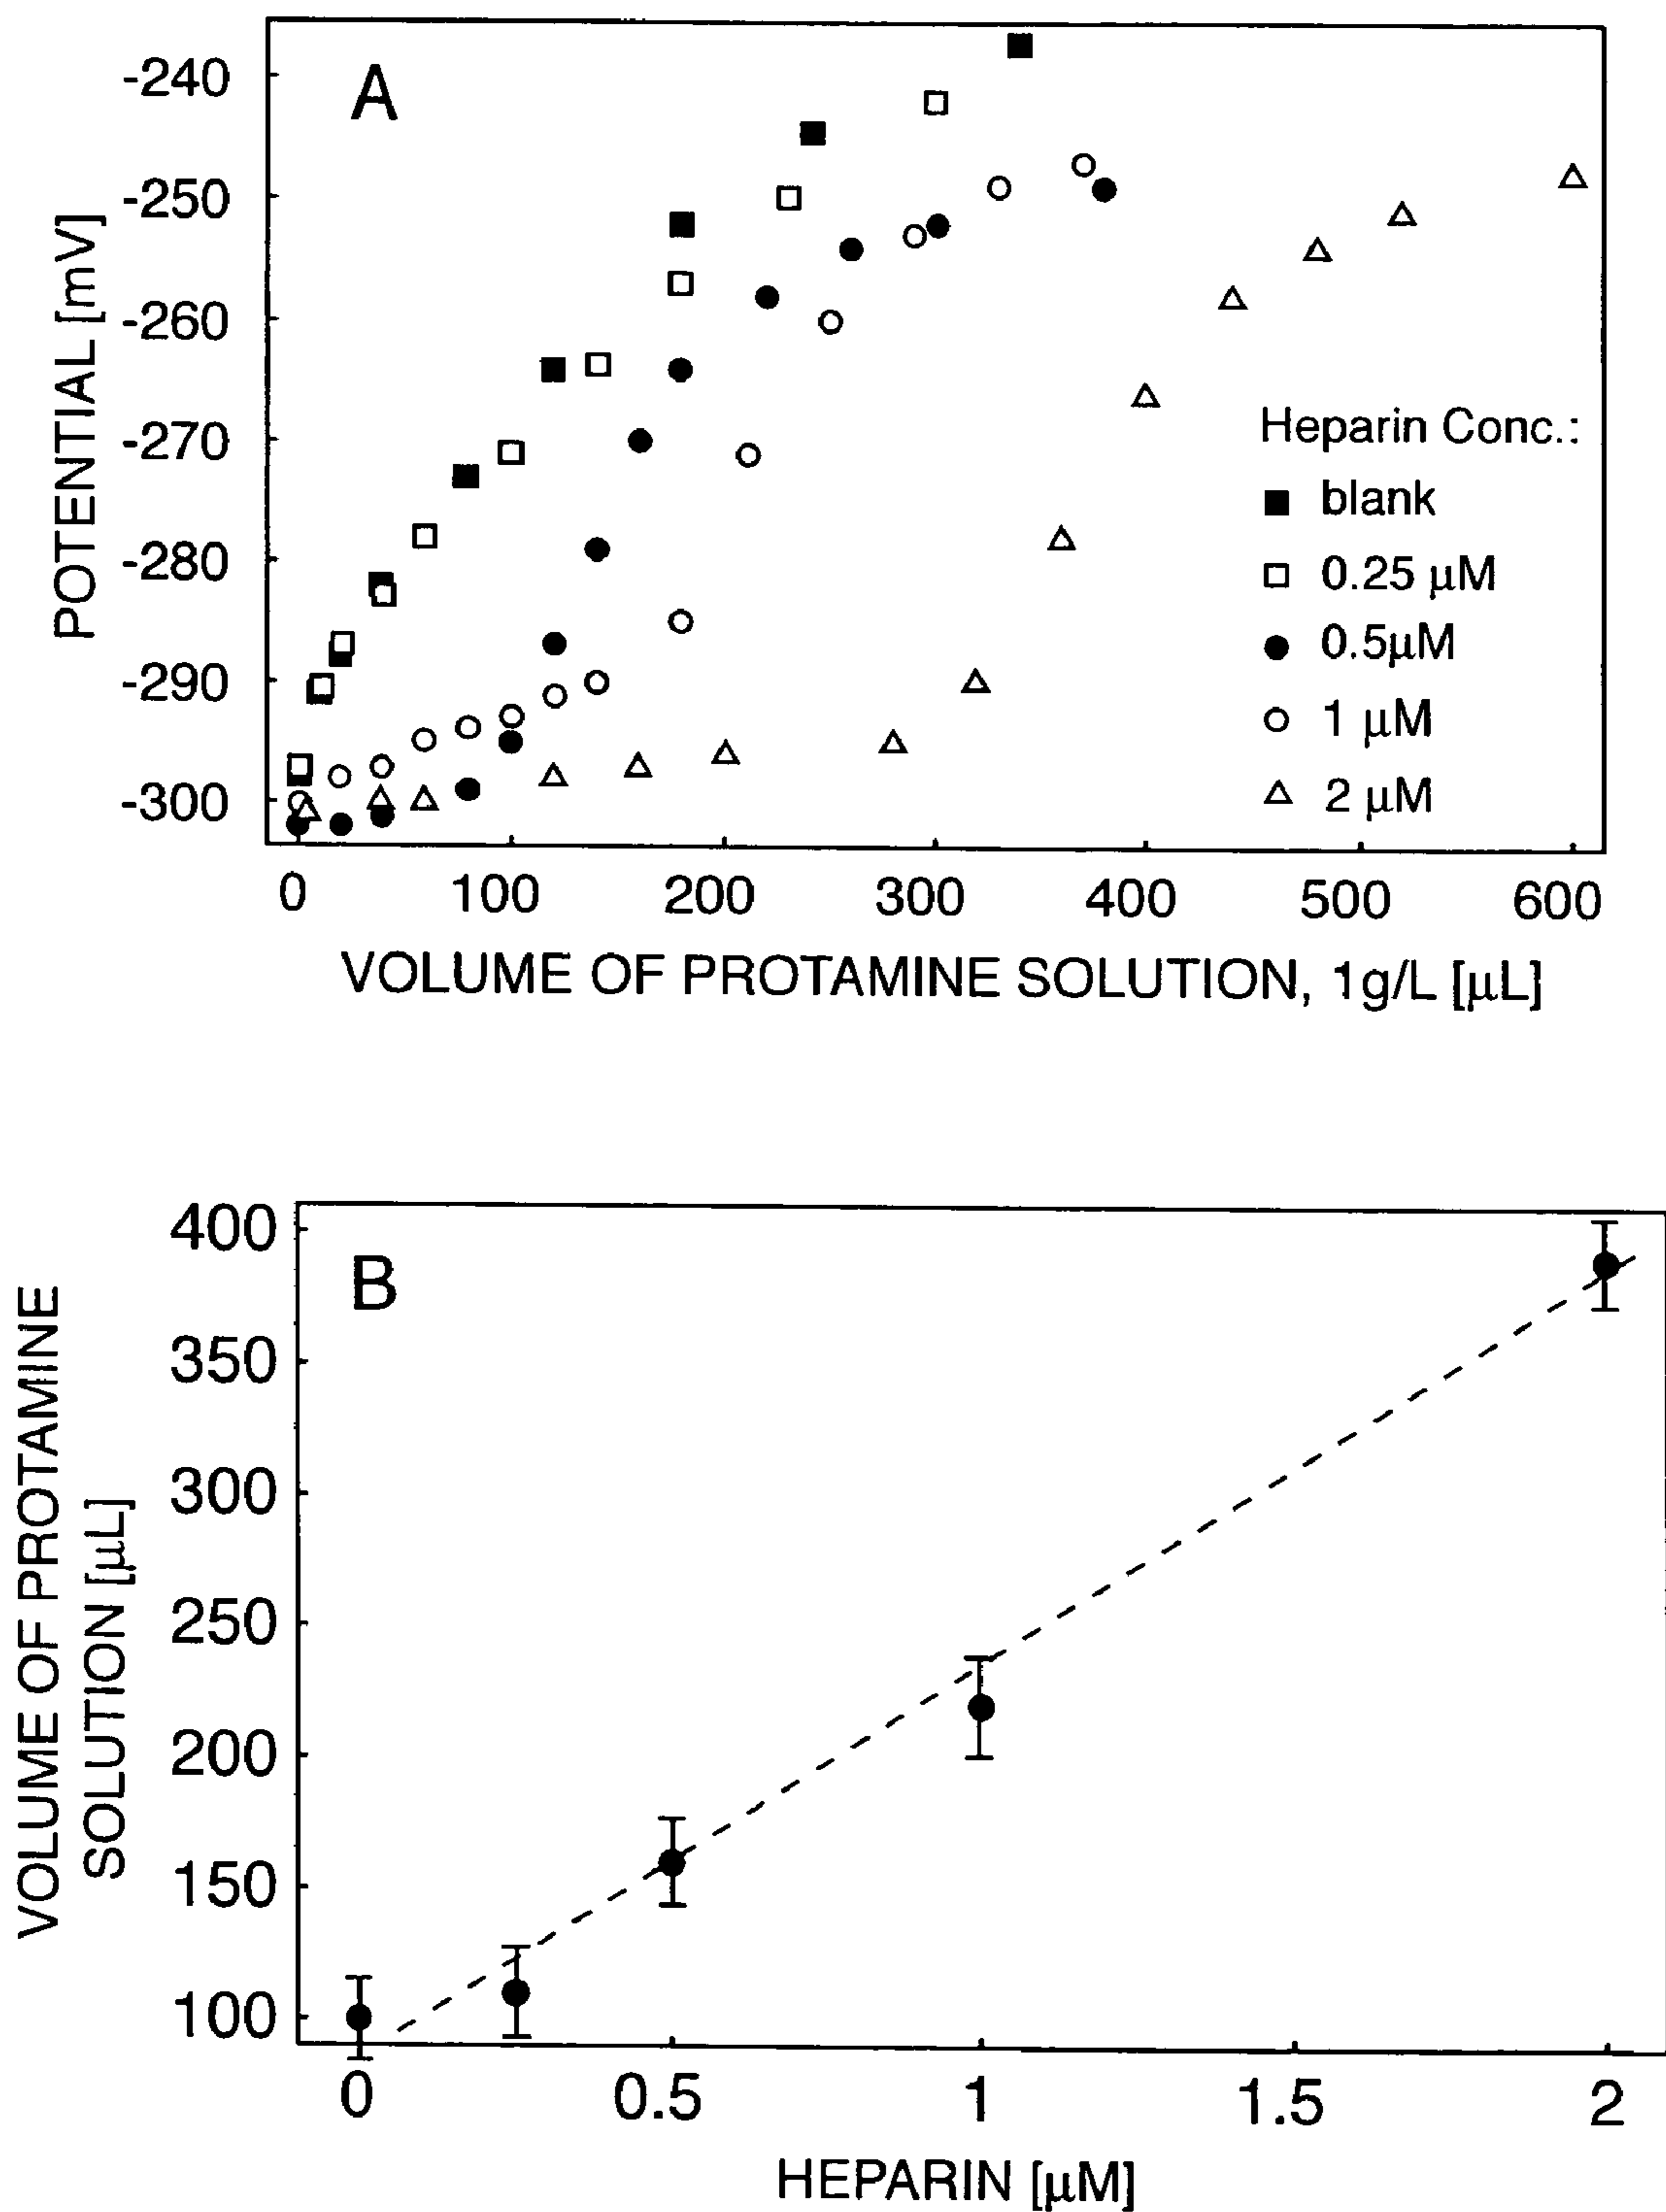 A
-240
-250
-260
-270
-280
-290
-300
POTENTIAL [mV]
Heparin Conc.:
blank
0.25 µM
0.5µM
1 µM
2 µM
0 100 200 300 400 500 600
VOLUME OF PROTAMINE SOLUTION, 1g/L [µL]
B
400
350
300
250
200
150
100
VOLUME OF PROTAMINE
SOLUTION [µL]
0 0.5 1 1.5 2
HEPARIN [µM]